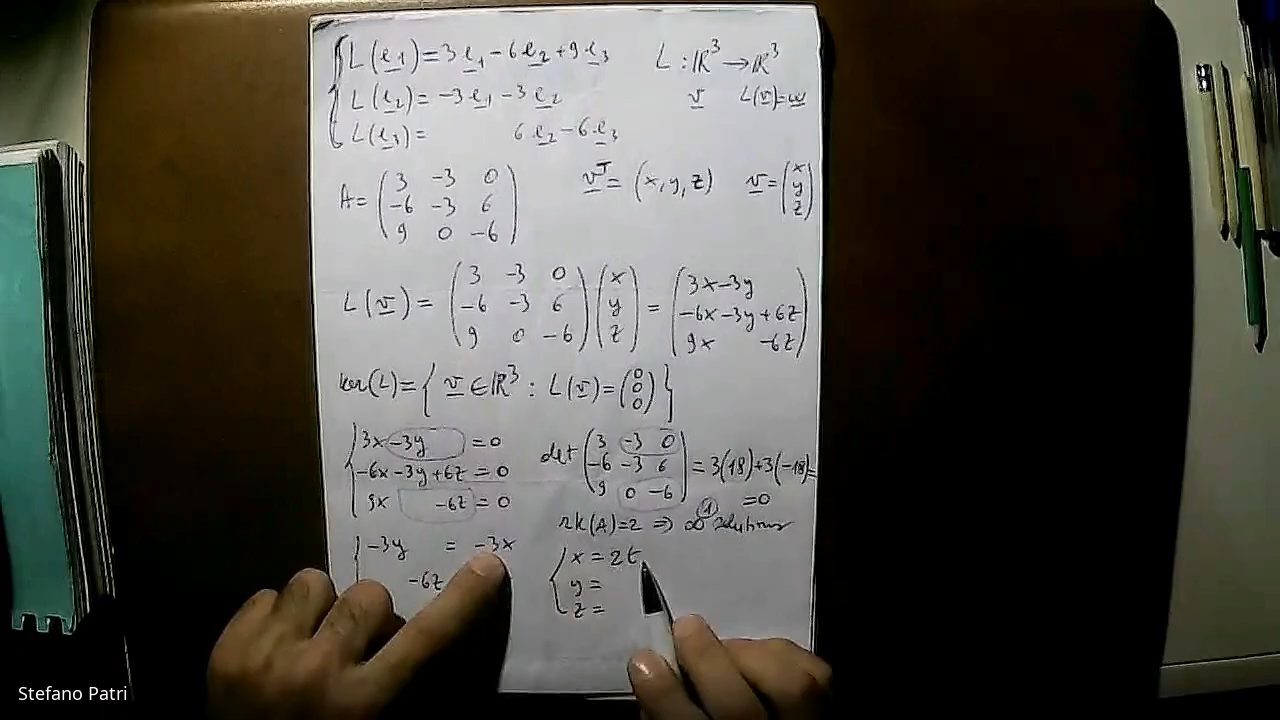 L(e1) = 3e1 - 6e2 + 9e3
L : ℝ³ → ℝ³
L(e2) = -3e1 - 3e2
v L(v) = w
L(e3) = 6e2 - 6e3
A = ( 3 -3 0
-6 -3 6
9 0 -6 )
vᵀ = (x, y, z) v = ( x
y
z )
L(v) = ( 3 -3 0
-6 -3 6
9 0 -6 ) ( x
y
z ) = ( 3x - 3y
-6x - 3y + 6z
9x - 6z )
ker(L) = { v ∈ ℝ³ : L(v) = ( 0
0
0 ) }
3x - 3y = 0
-6x - 3y + 6z = 0
9x - 6z = 0
det ( 3 -3 0
-6 -3 6
9 0 -6 ) = 3(18) + 3(-18) =
= 0
rk(A) = 2 ⇒ ∞¹ solutions
-3y = -3x
-6z
x = 2t
y =
z =
Stefano Patri